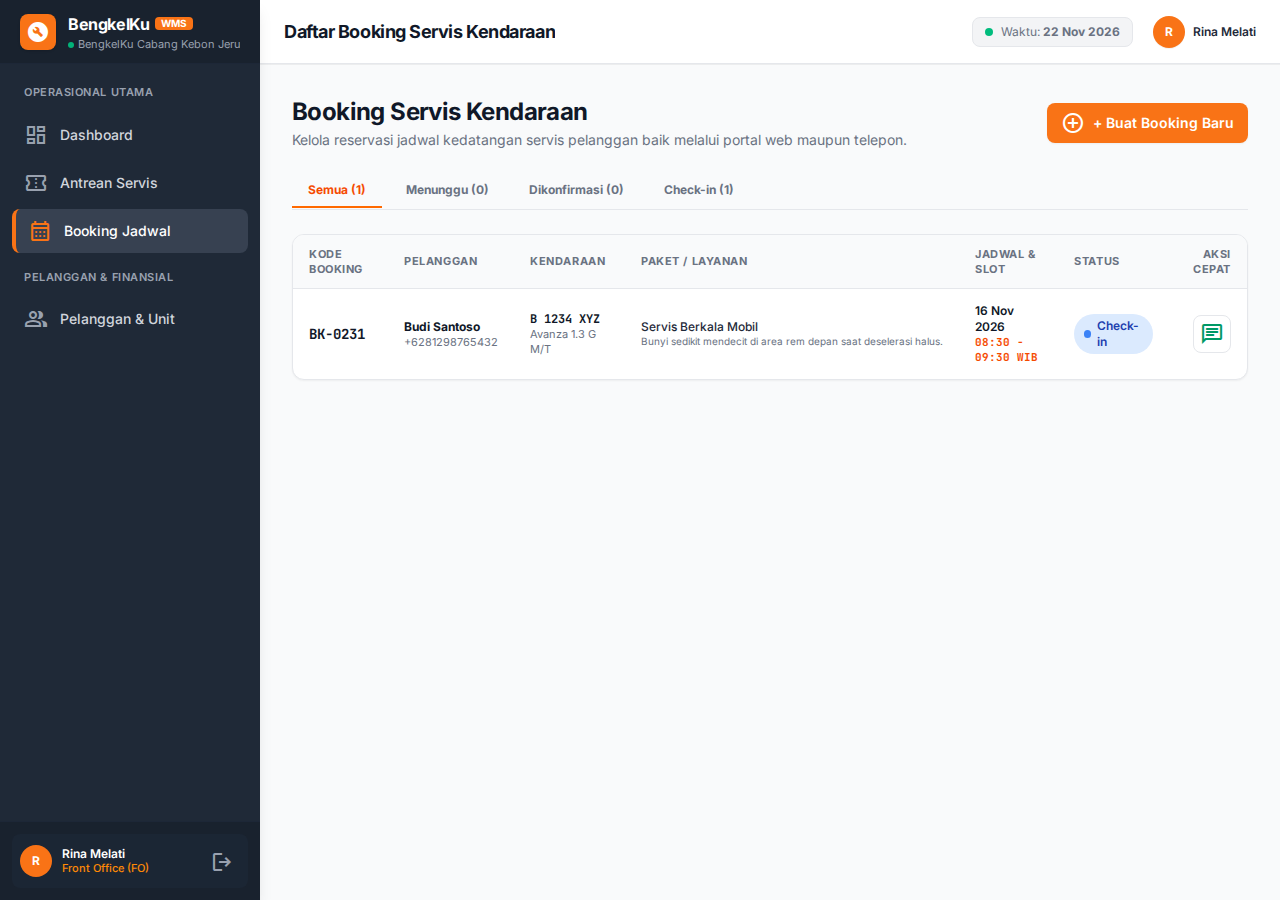 BengkelKu WMS
BengkelKu Cabang Kebon Jeru
OPERASIONAL UTAMA
Dashboard
Antrean Servis
Booking Jadwal
PELANGGAN & FINANSIAL
Pelanggan & Unit
R
Rina Melati
Front Office (FO)
Daftar Booking Servis Kendaraan
Waktu: 22 Nov 2026
R
Rina Melati
Booking Servis Kendaraan
Kelola reservasi jadwal kedatangan servis pelanggan baik melalui portal web maupun telepon.
+ Buat Booking Baru
Semua (1)
Menunggu (0)
Dikonfirmasi (0)
Check-in (1)
KODE
BOOKING
PELANGGAN
KENDARAAN
PAKET / LAYANAN
JADWAL &
SLOT
STATUS
AKSI
CEPAT
BK-0231
Budi Santoso
+6281298765432
B 1234 XYZ
Avanza 1.3 G
M/T
Servis Berkala Mobil
Bunyi sedikit mendecit di area rem depan saat deselerasi halus.
16 Nov
2026
08:30 -
09:30 WIB
Check-
in